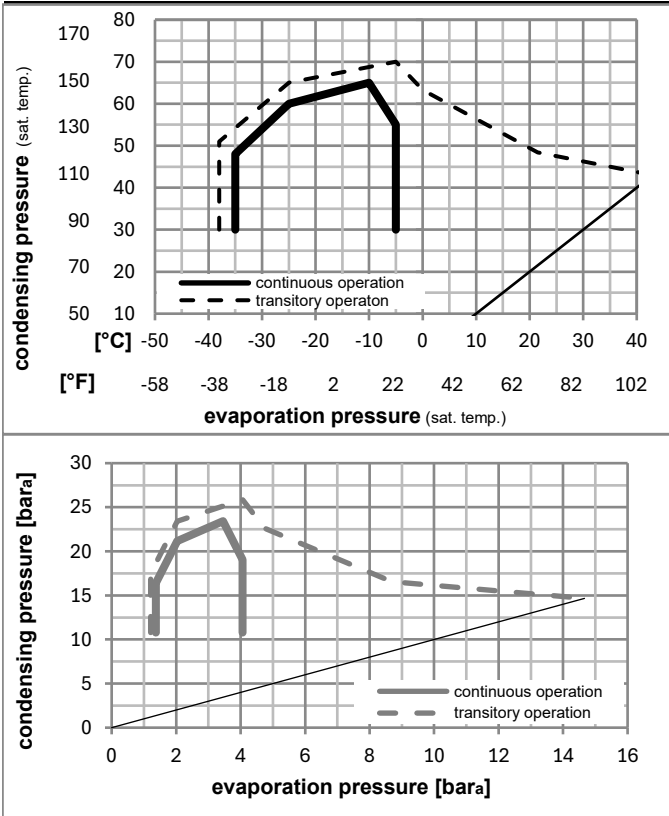 condensing pressure (sat. temp.)
170 80
70
150 60
130 50
110 40
90 30
70 20
50 10
continuous operation
transitory operaton
[°C] -50 -40 -30 -20 -10 0 10 20 30 40
[°F] -58 -38 -18 2 22 42 62 82 102
evaporation pressure (sat. temp.)
condensing pressure [bara]
30
25
20
15
10
5
0
continuous operation
transitory operation
0 2 4 6 8 10 12 14 16
evaporation pressure [bara]